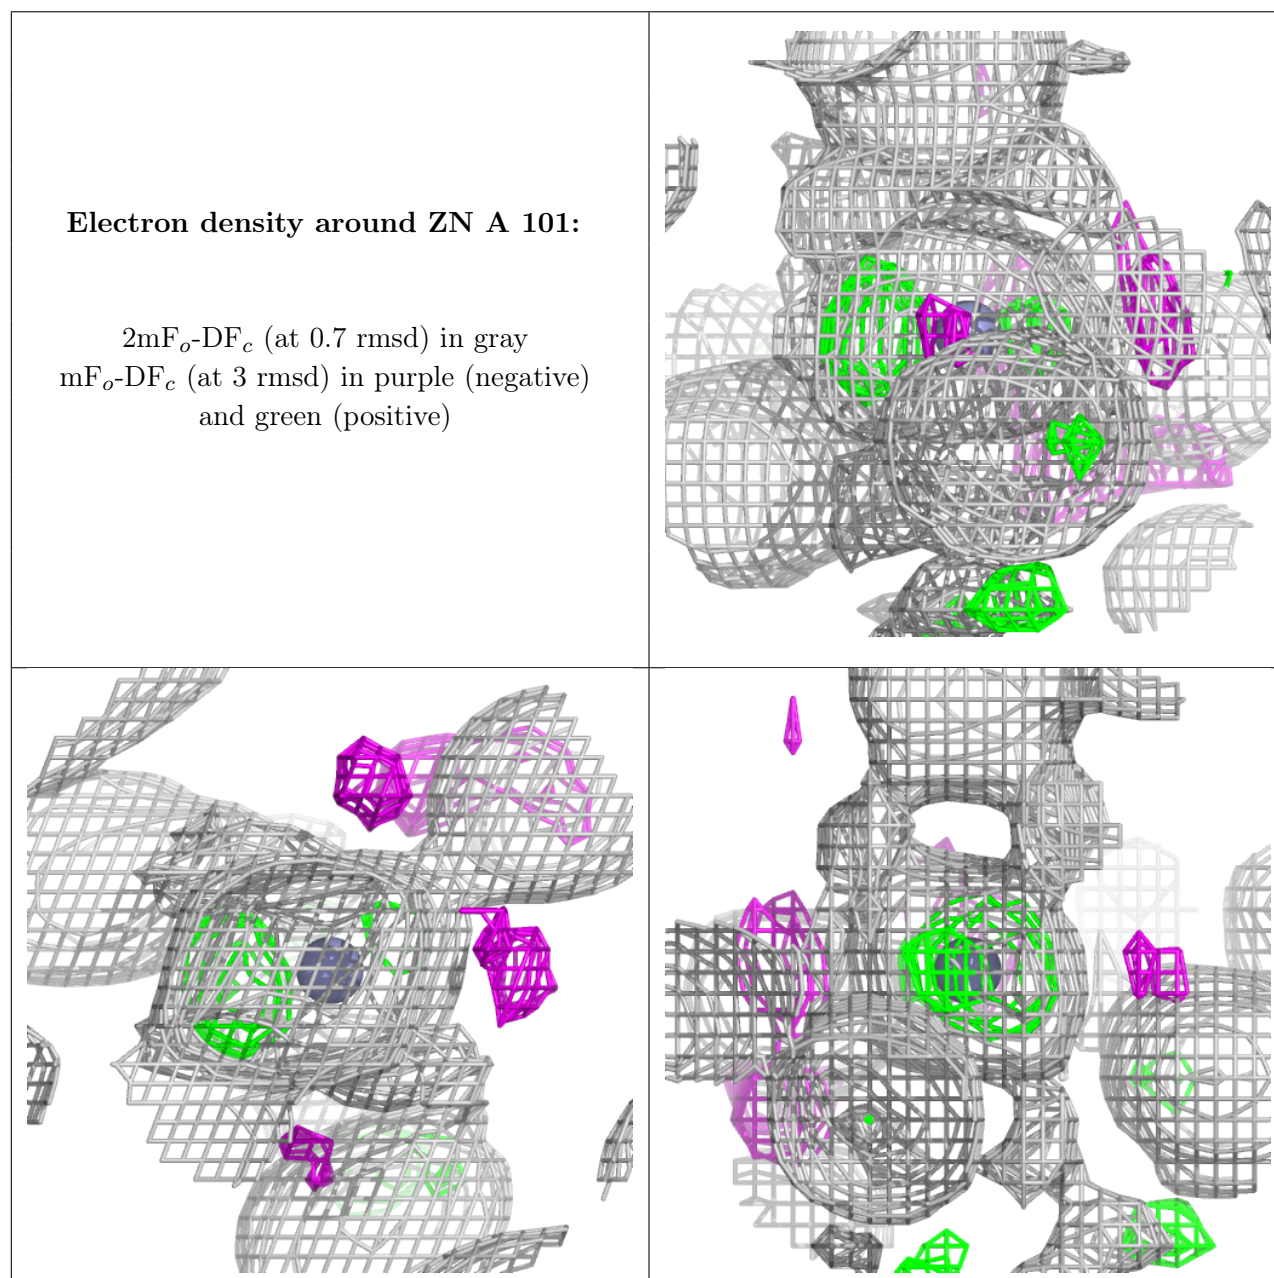 Electron density around ZN A 101:
2mFo-DFc (at 0.7 rmsd) in gray
mFo-DFc (at 3 rmsd) in purple (negative)
and green (positive)